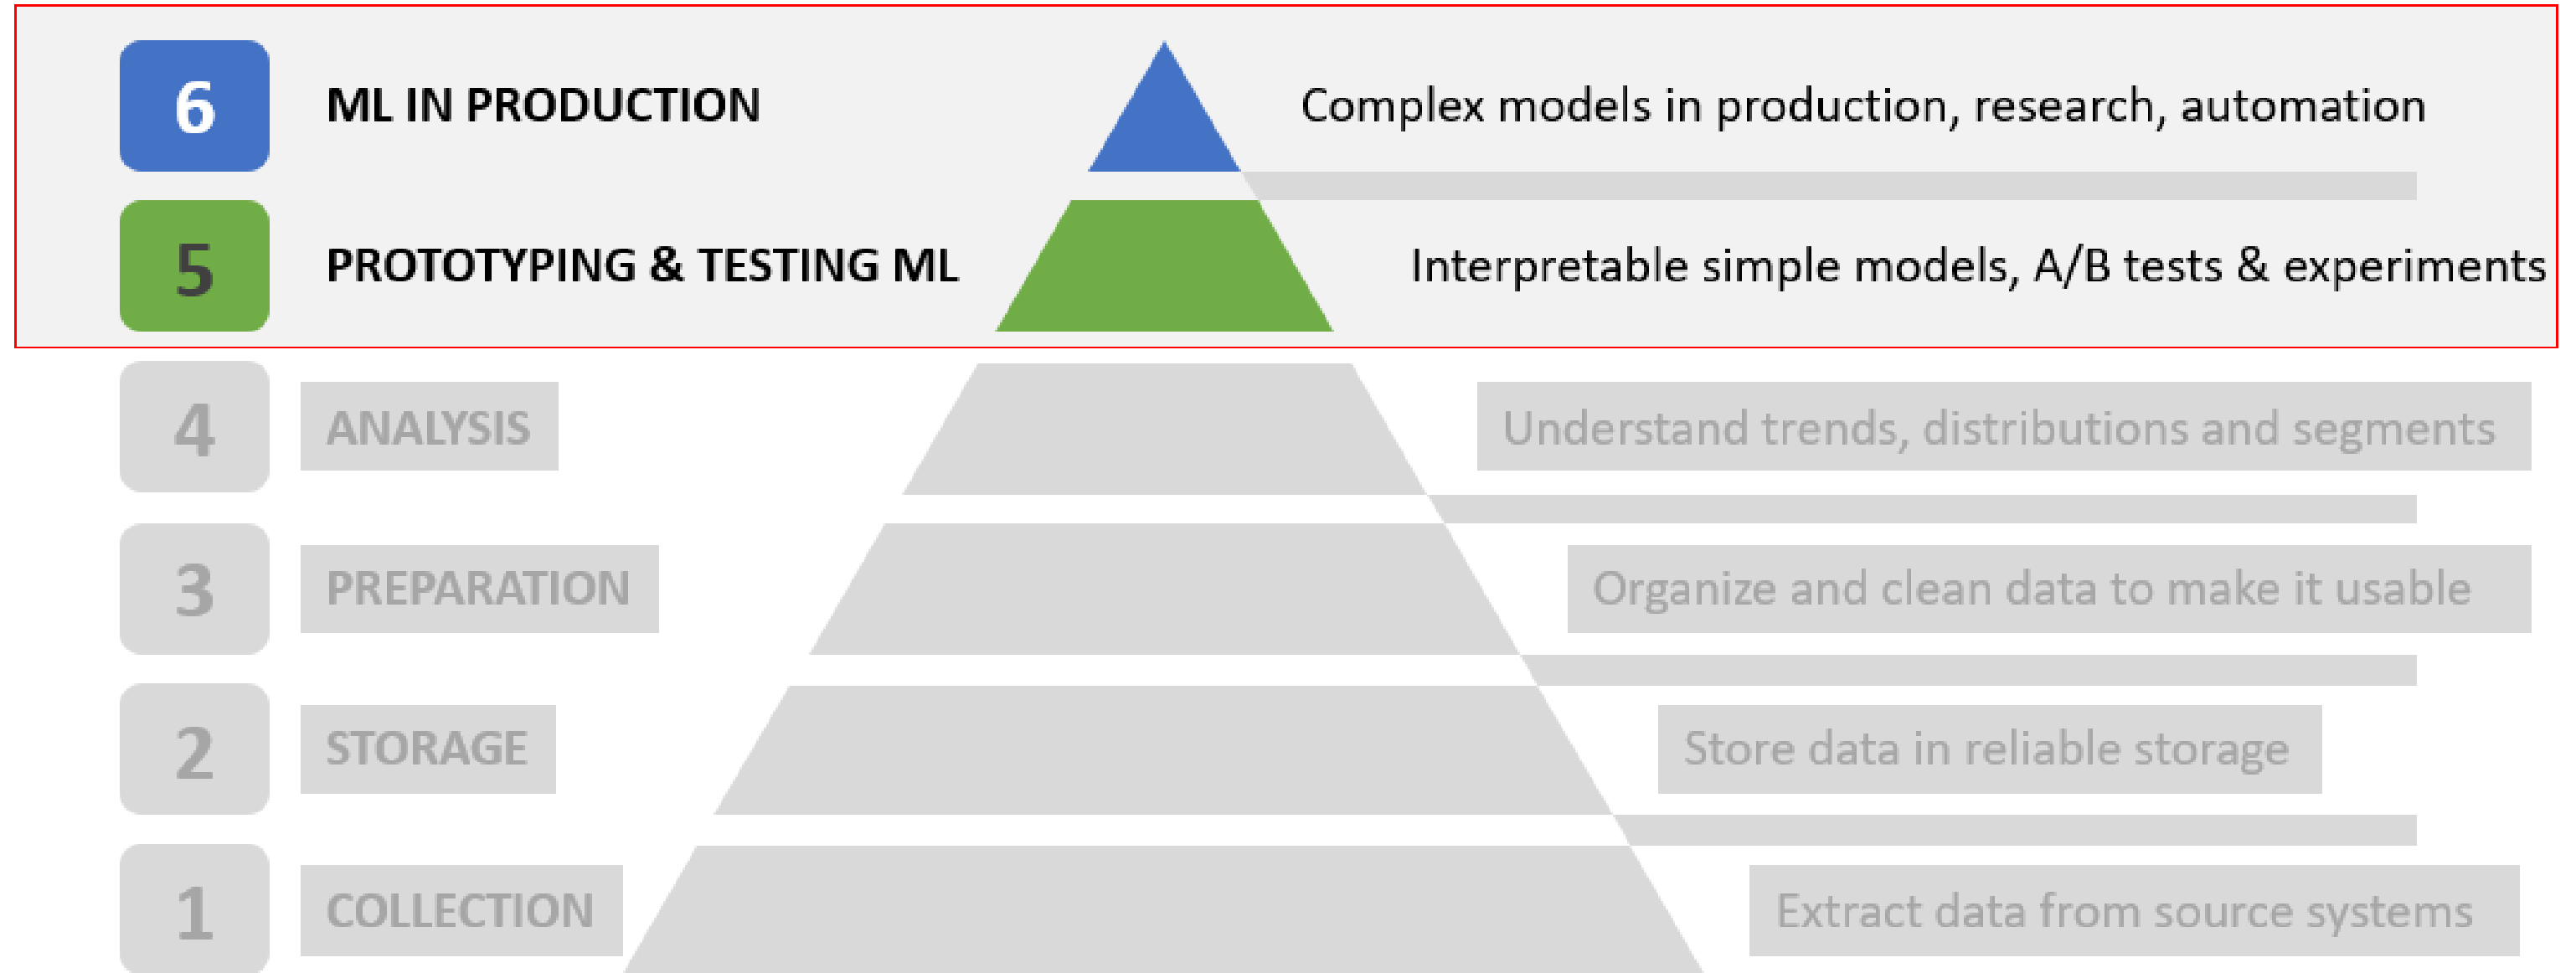 6 ML IN PRODUCTION Complex models in production, research, automation
5 PROTOTYPING & TESTING ML Interpretable simple models, A/B tests & experiments
4 ANALYSIS Understand trends, distributions and segments
3 PREPARATION Organize and clean data to make it usable
2 STORAGE Store data in reliable storage
1 COLLECTION Extract data from source systems